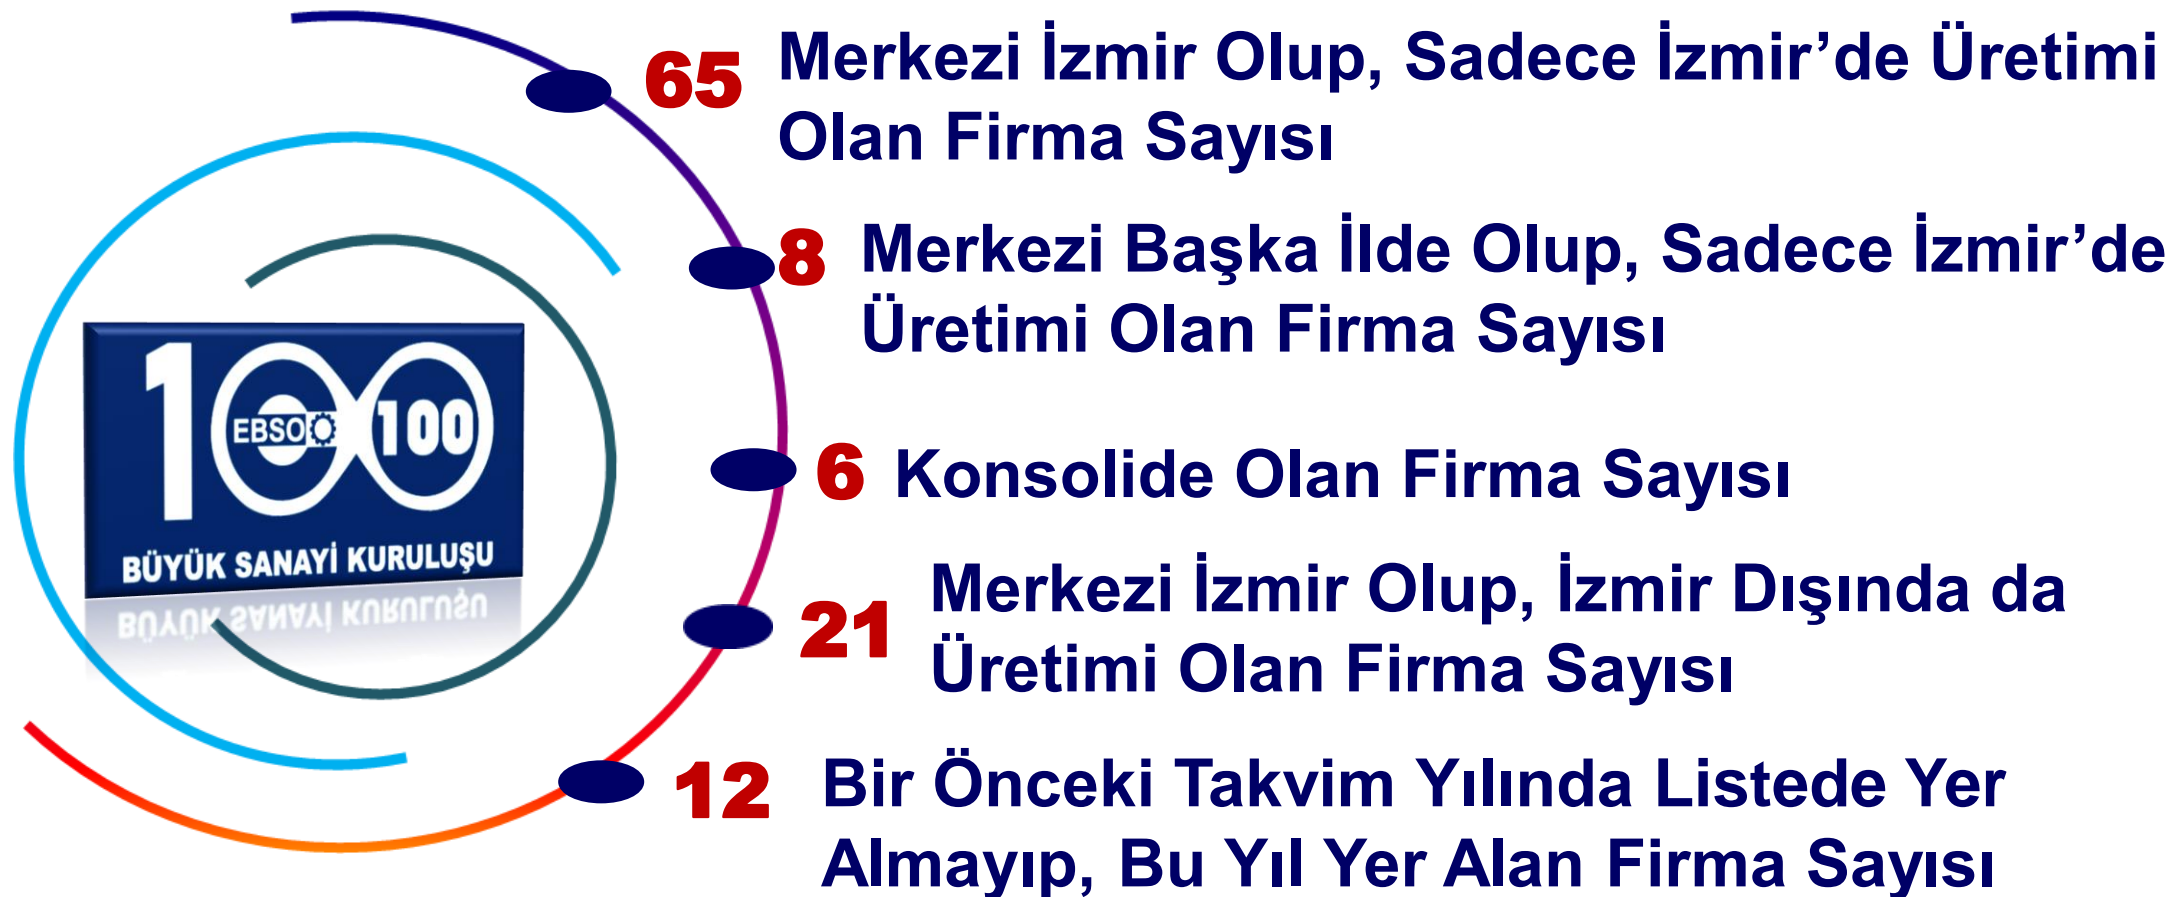 65 Merkezi İzmir Olup, Sadece İzmir’de Üretimi
Olan Firma Sayısı
8 Merkezi Başka İlde Olup, Sadece İzmir’de
Üretimi Olan Firma Sayısı
6 Konsolide Olan Firma Sayısı
21 Merkezi İzmir Olup, İzmir Dışında da
Üretimi Olan Firma Sayısı
12 Bir Önceki Takvim Yılında Listede Yer
Almayıp, Bu Yıl Yer Alan Firma Sayısı
100
EBSO 100
BÜYÜK SANAYİ KURULUŞU